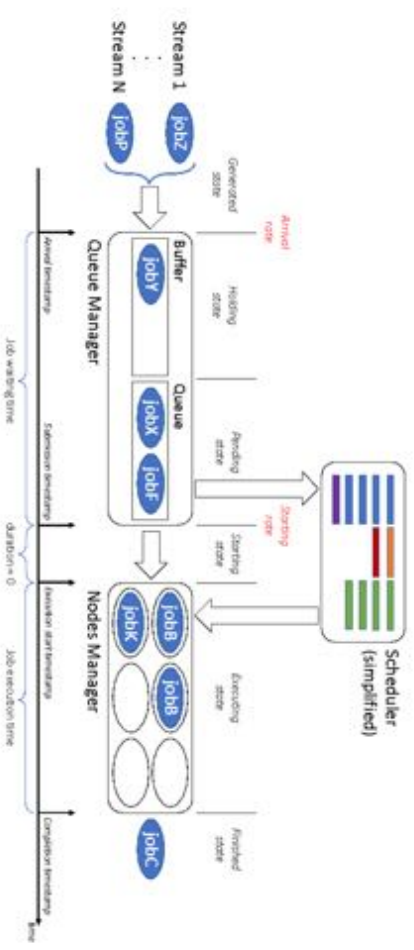 Scheduler
(simplified)
Arrival
rate
Starting
rate
Generated
state
Holding
state
Pending
state
Starting
state
Executing
state
Finished
state
Stream 1
Stream N
jobZ
jobP
Buffer
jobY
Queue
jobX
jobF
Queue Manager
jobB
jobB
jobK
Nodes Manager
jobC
Arrival timestamp
Submission timestamp
Execution start timestamp
Completion timestamp
time
Job waiting time
duration = 0
Job execution time